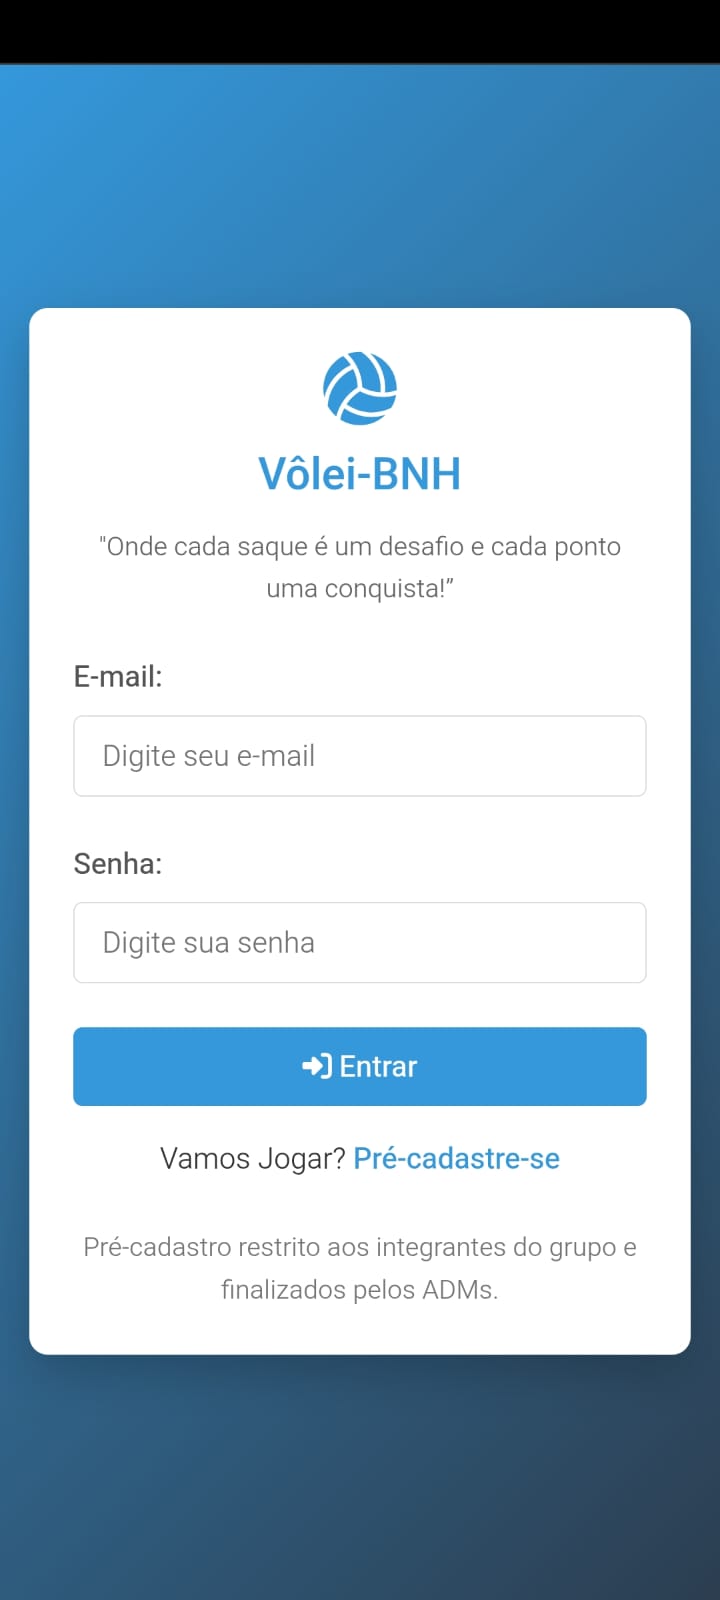 Vôlei-BNH
"Onde cada saque é um desafio e cada ponto
uma conquista!”
E-mail:
Digite seu e-mail
Senha:
Digite sua senha
Entrar
Vamos Jogar? Pré-cadastre-se
Pré-cadastro restrito aos integrantes do grupo e
finalizados pelos ADMs.